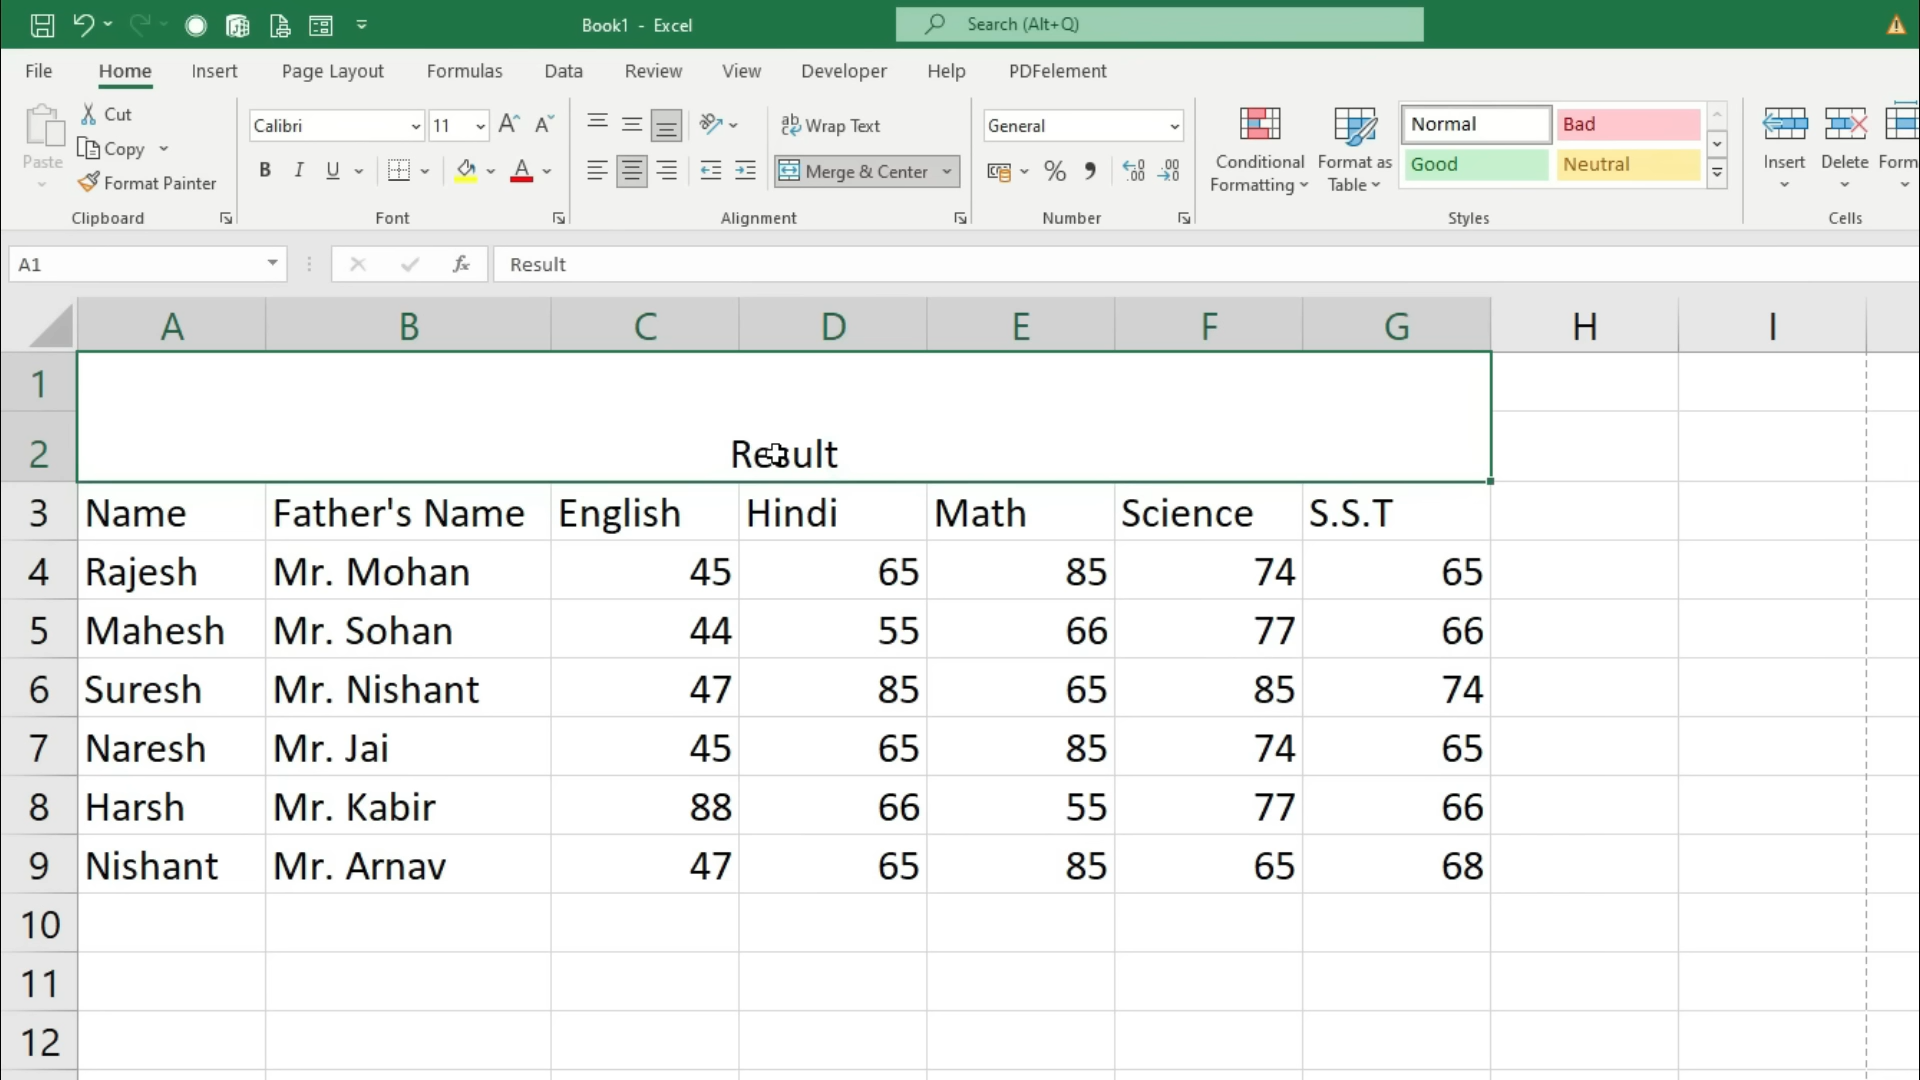 Book1 - Excel
Search (Alt+Q)
File Home Insert Page Layout Formulas Data Review View Developer Help PDFelement
Paste
Cut
Copy
Format Painter
Clipboard
Calibri 11
B I U A
Font
Wrap Text
Merge & Center
Alignment
General
%
Number
Conditional Formatting
Format as Table
Normal Bad
Good Neutral
Styles
Insert Delete Form
Cells
A1 fx Result
A B C D E F G H I
1
2 Result
3 Name Father's Name English Hindi Math Science S.S.T
4 Rajesh Mr. Mohan 45 65 85 74 65
5 Mahesh Mr. Sohan 44 55 66 77 66
6 Suresh Mr. Nishant 47 85 65 85 74
7 Naresh Mr. Jai 45 65 85 74 65
8 Harsh Mr. Kabir 88 66 55 77 66
9 Nishant Mr. Arnav 47 65 85 65 68
10
11
12